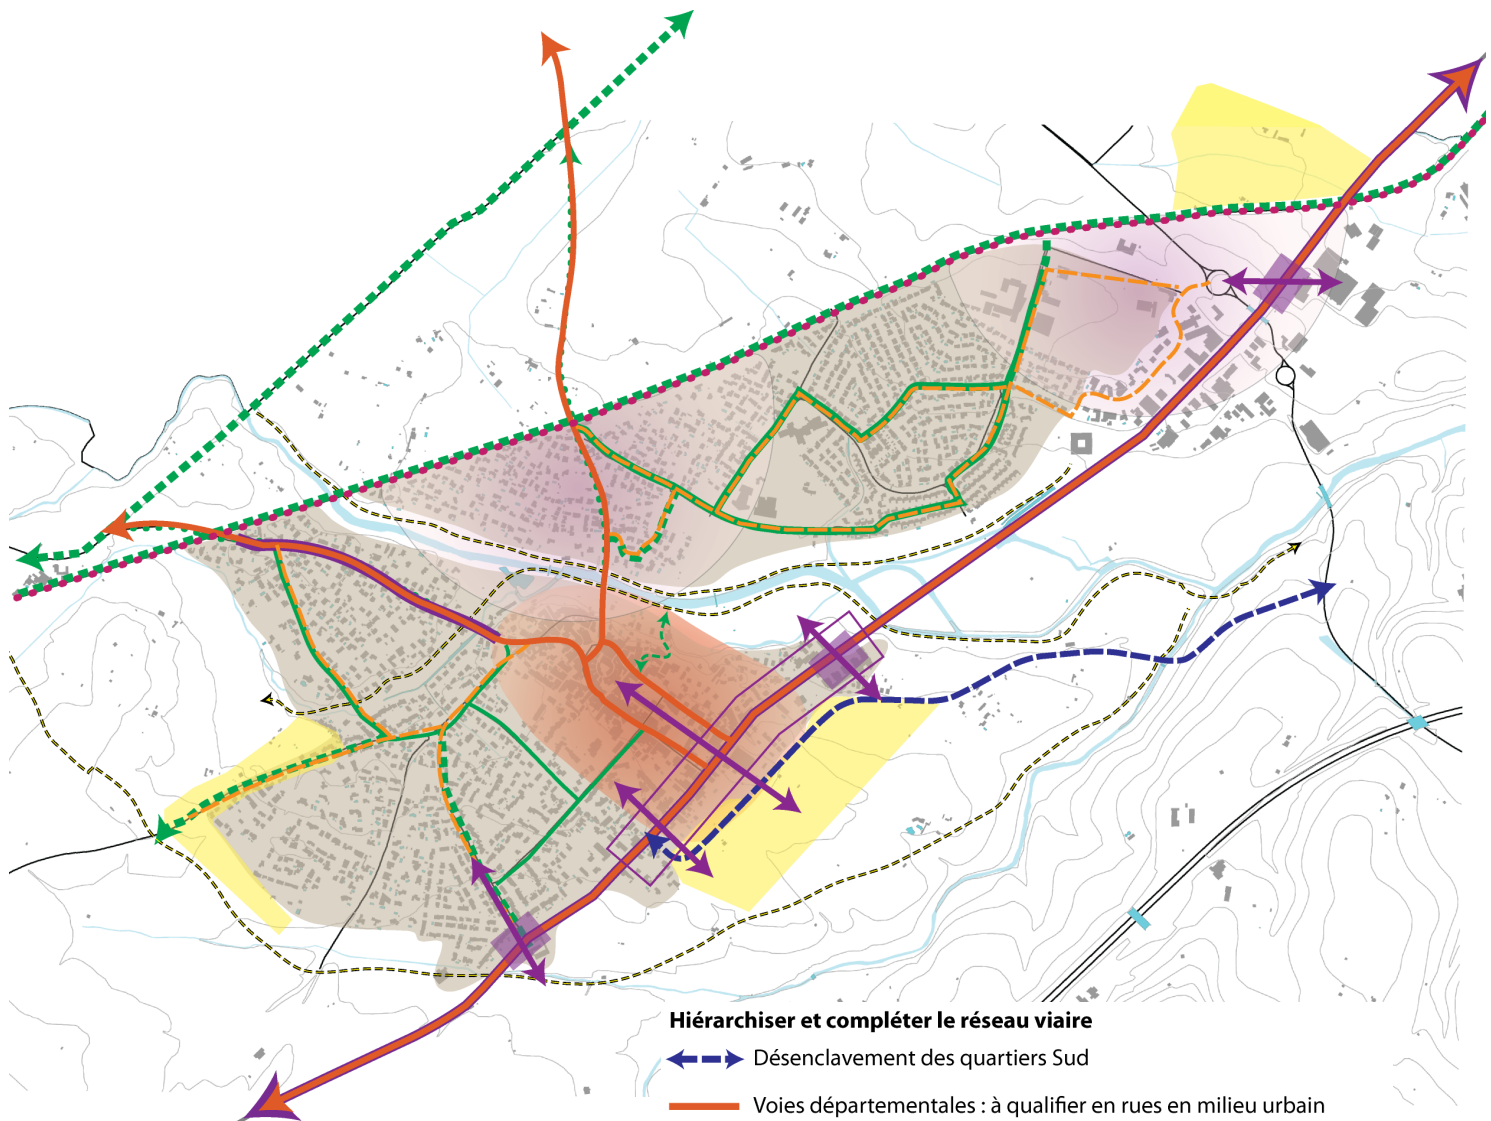 Hiérarchiser et compléter le réseau viaire
Désenclavement des quartiers Sud
Voies départementales : à qualifier en rues en milieu urbain